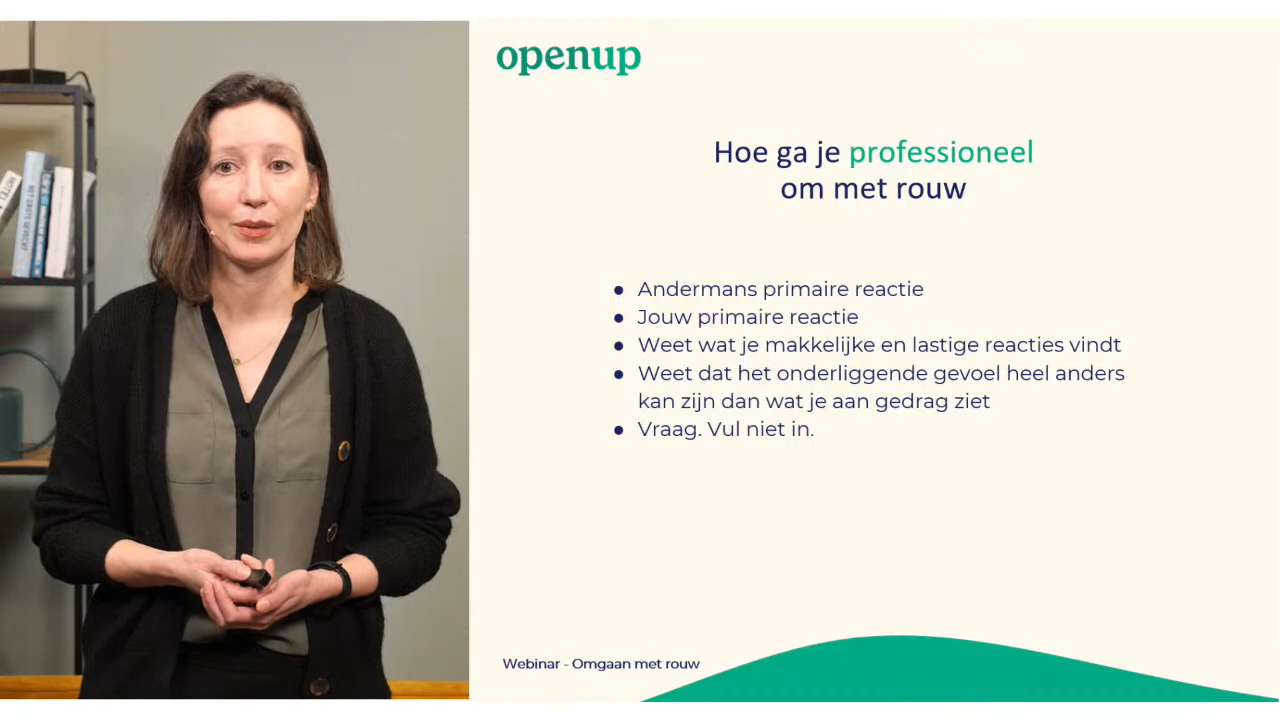 openup
Hoe ga je professioneel
om met rouw
● Andermans primaire reactie
● Jouw primaire reactie
● Weet wat je makkelijke en lastige reacties vindt
● Weet dat het onderliggende gevoel heel anders
kan zijn dan wat je aan gedrag ziet
● Vraag. Vul niet in.
Webinar - Omgaan met rouw